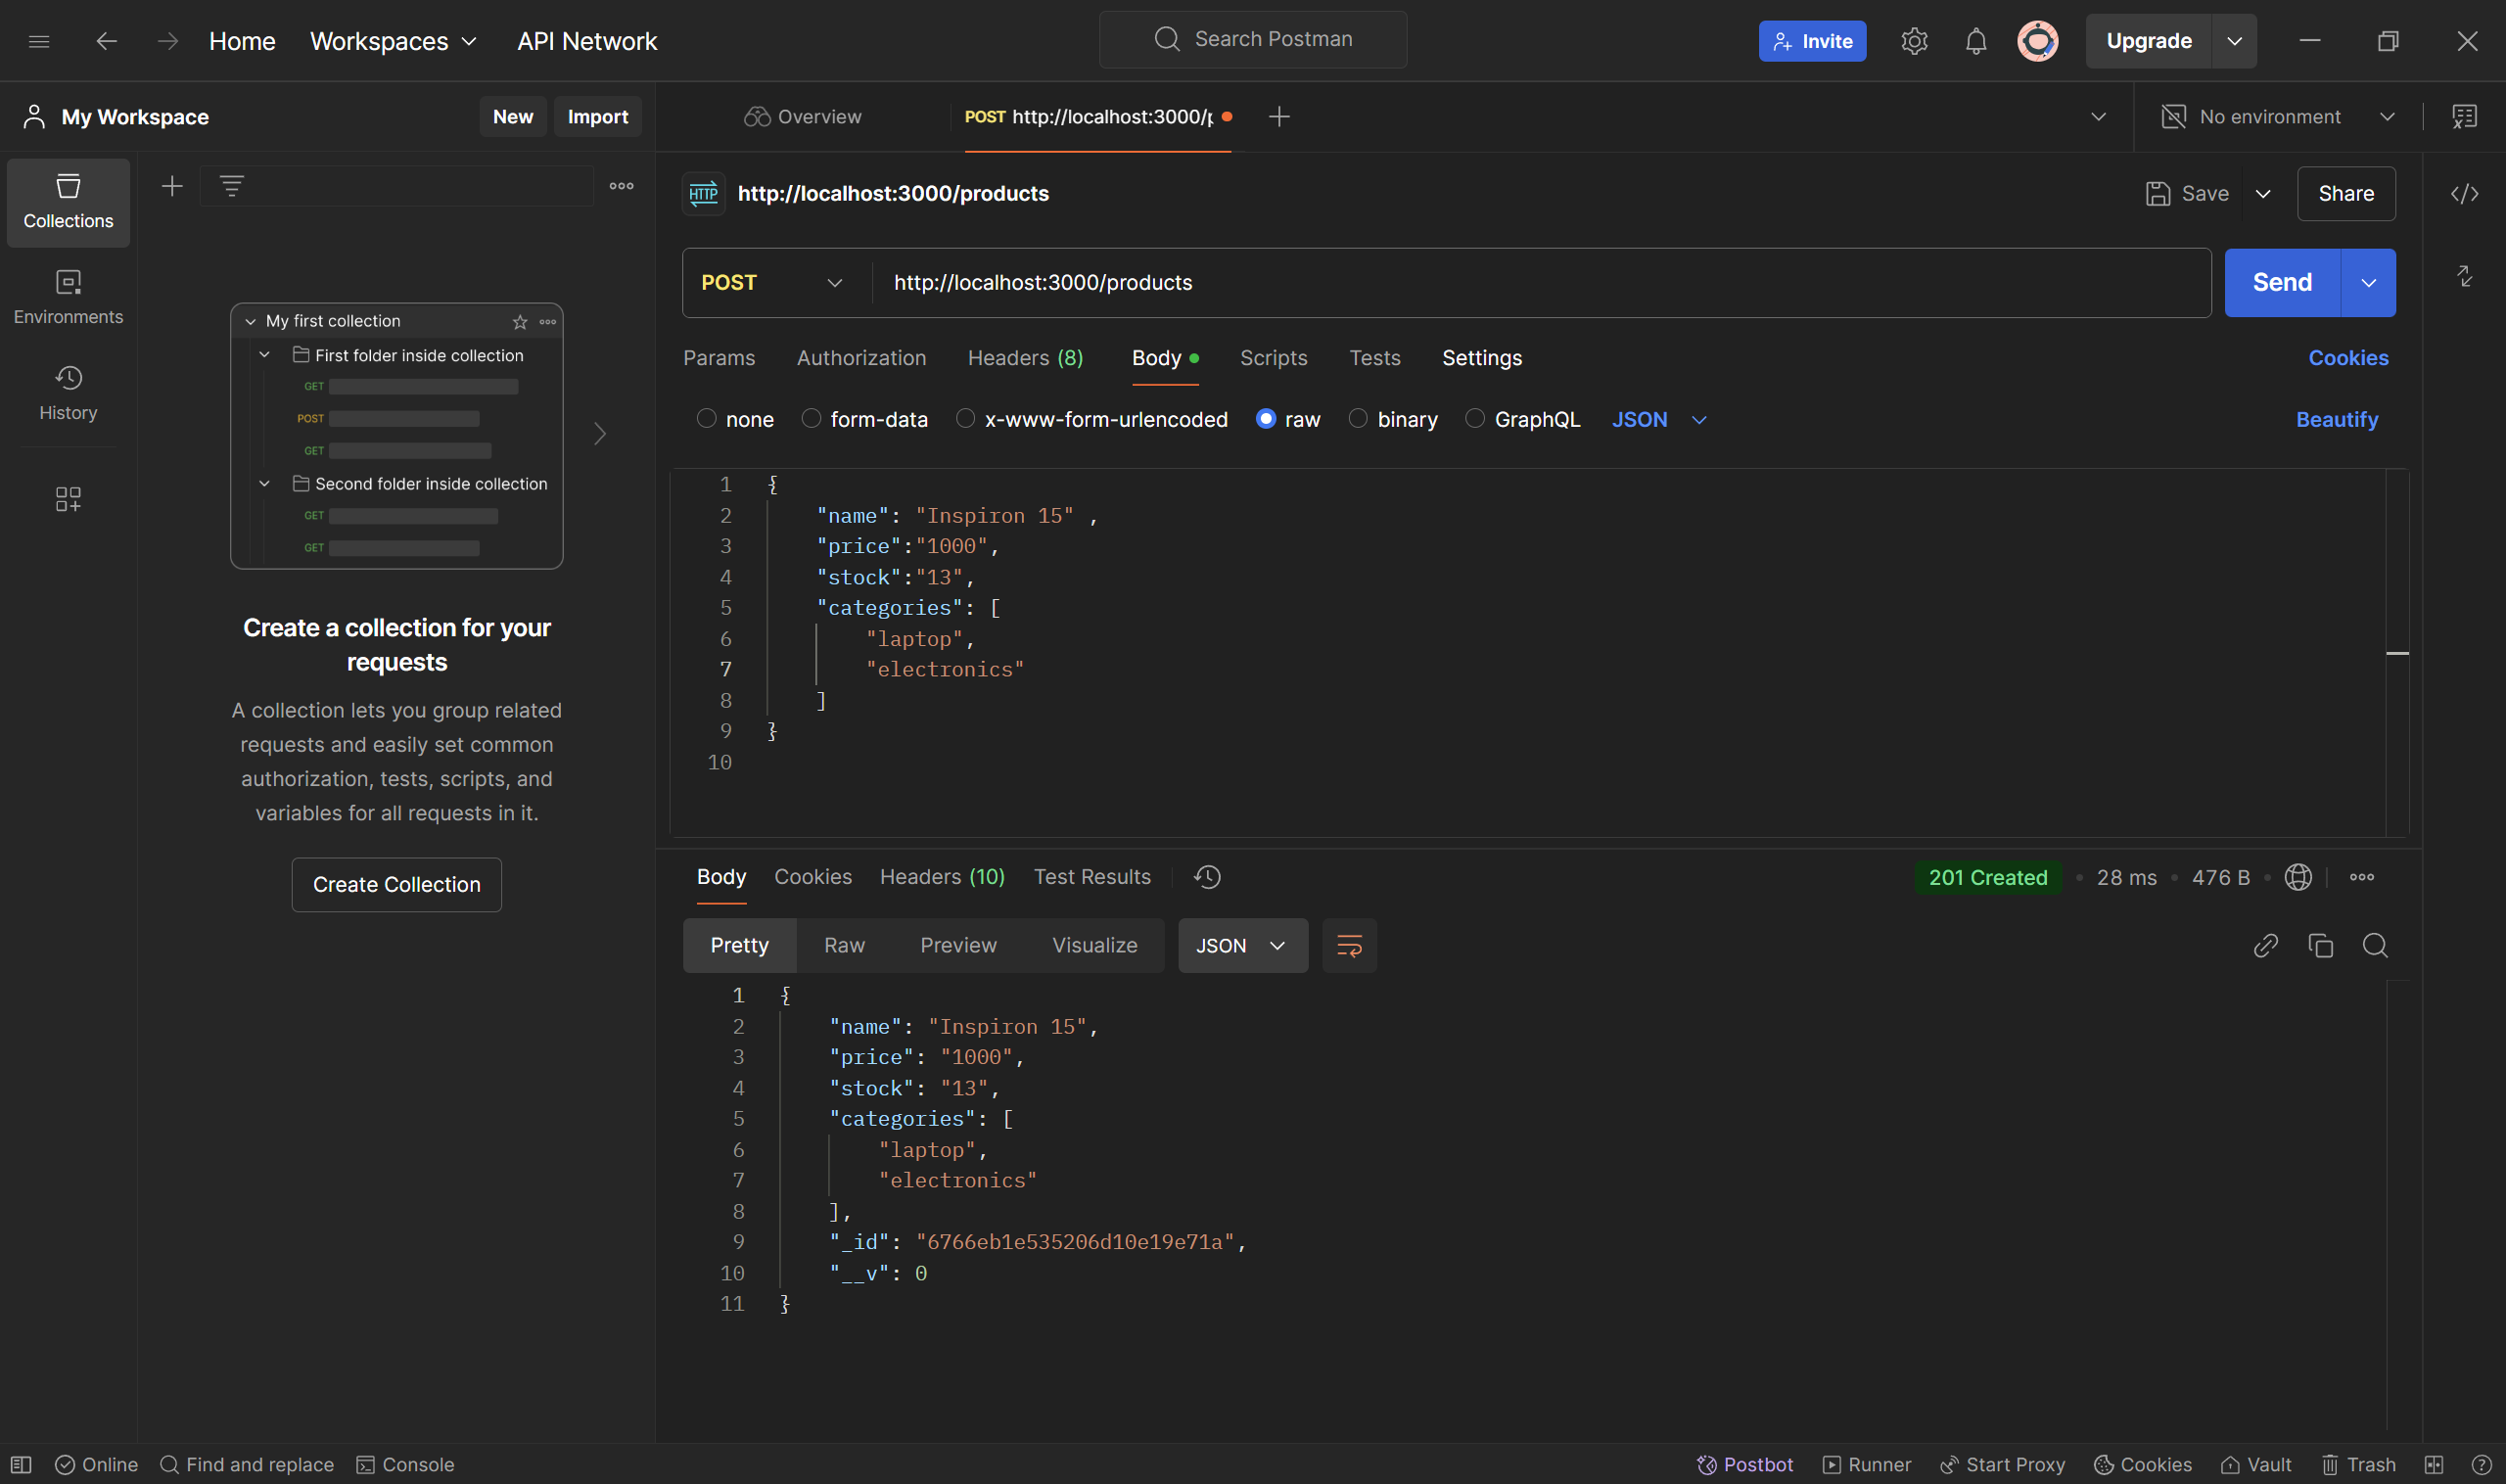 Home Workspaces API Network Search Postman Invite Upgrade
My Workspace New Import Overview POST http://localhost:3000/p No environment
Collections
Environments
History
My first collection
First folder inside collection
GET
POST
GET
Second folder inside collection
GET
GET
Create a collection for your
requests
A collection lets you group related
requests and easily set common
authorization, tests, scripts, and
variables for all requests in it.
Create Collection
HTTP http://localhost:3000/products Save Share
POST http://localhost:3000/products Send
Params Authorization Headers (8) Body Scripts Tests Settings Cookies
none form-data x-www-form-urlencoded raw binary GraphQL JSON Beautify
1 {
2 "name": "Inspiron 15" ,
3 "price":"1000",
4 "stock":"13",
5 "categories": [
6 "laptop",
7 "electronics"
8 ]
9 }
10
Body Cookies Headers (10) Test Results 201 Created 28 ms 476 B
Pretty Raw Preview Visualize JSON
1 {
2 "name": "Inspiron 15",
3 "price": "1000",
4 "stock": "13",
5 "categories": [
6 "laptop",
7 "electronics"
8 ],
9 "_id": "6766eb1e535206d10e19e71a",
10 "__v": 0
11 }
Online Find and replace Console Postbot Runner Start Proxy Cookies Vault Trash